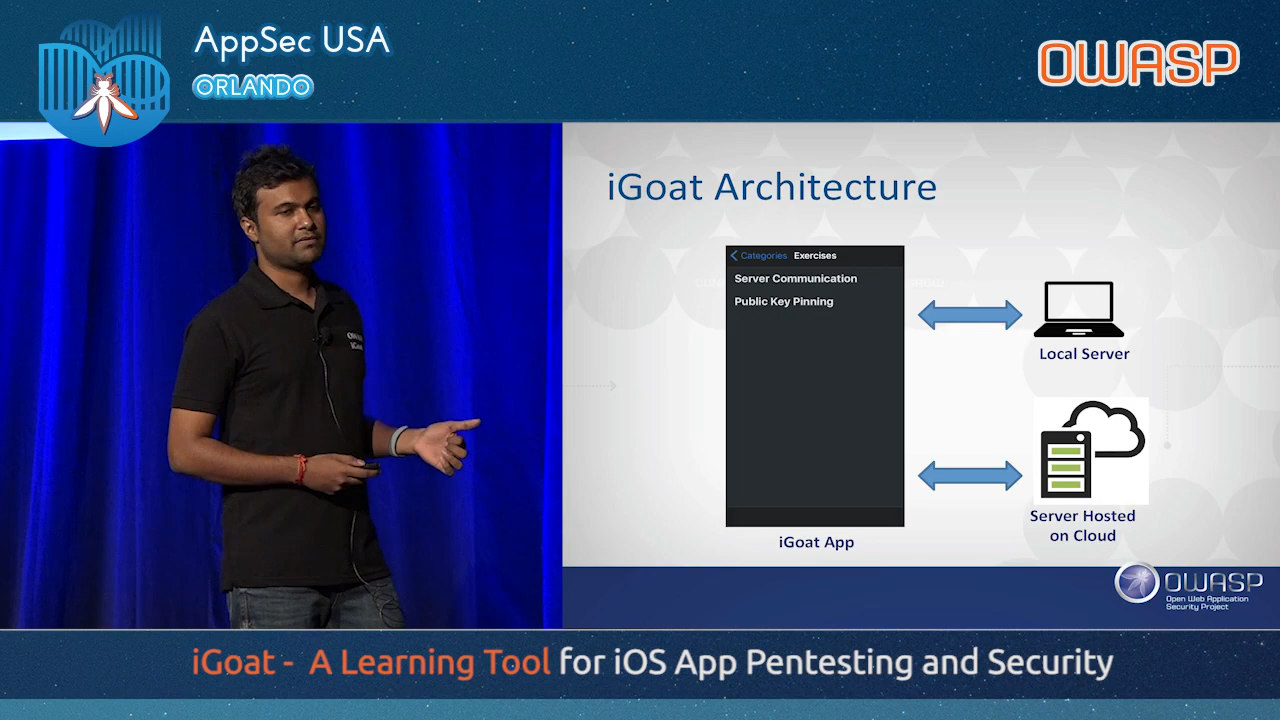 AppSec USA
ORLANDO
OWASP
iGoat Architecture
Categories Exercises
Server Communication
Public Key Pinning
Local Server
Server Hosted
on Cloud
iGoat App
OWASP
Open Web Application
Security Project
iGoat - A Learning Tool for iOS App Pentesting and Security